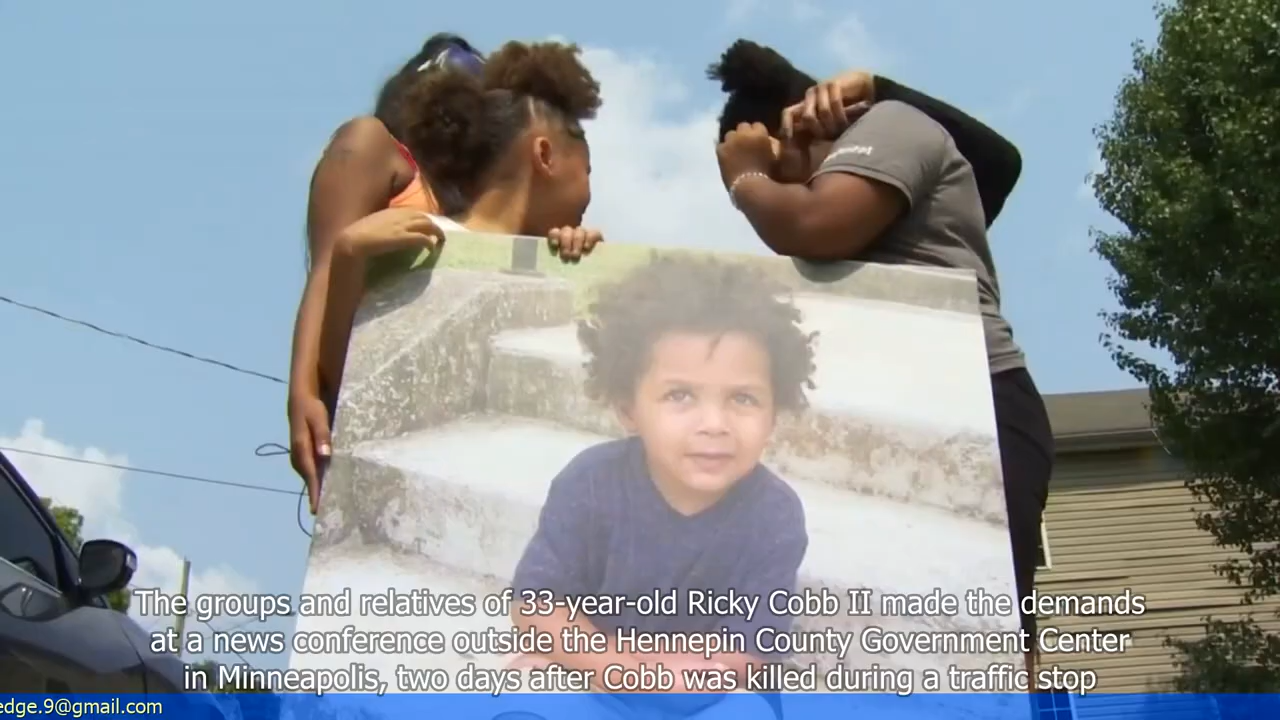 The groups and relatives of 33-year-old Ricky Cobb II made the demands
at a news conference outside the Hennepin County Government Center
in Minneapolis, two days after Cobb was killed during a traffic stop
edge.9@gmail.com